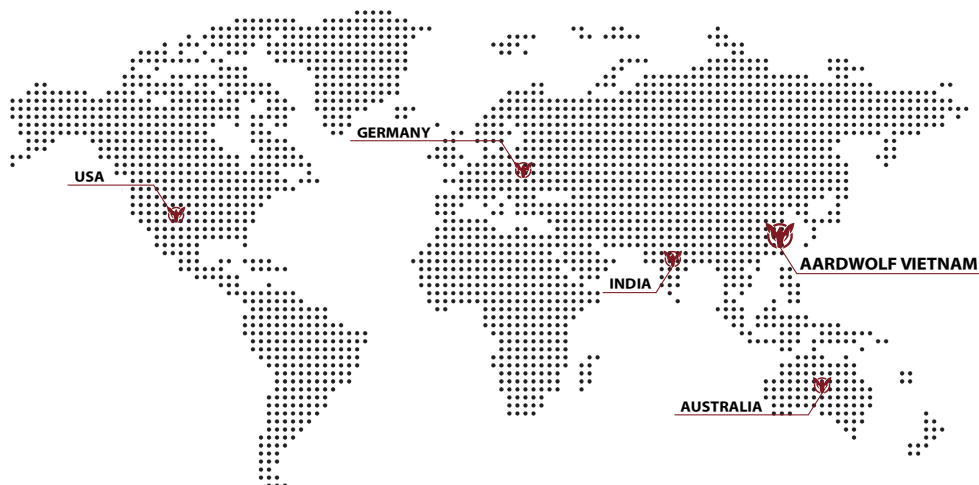 GERMANY
USA
AARDWOLF VIETNAM
INDIA
AUSTRALIA